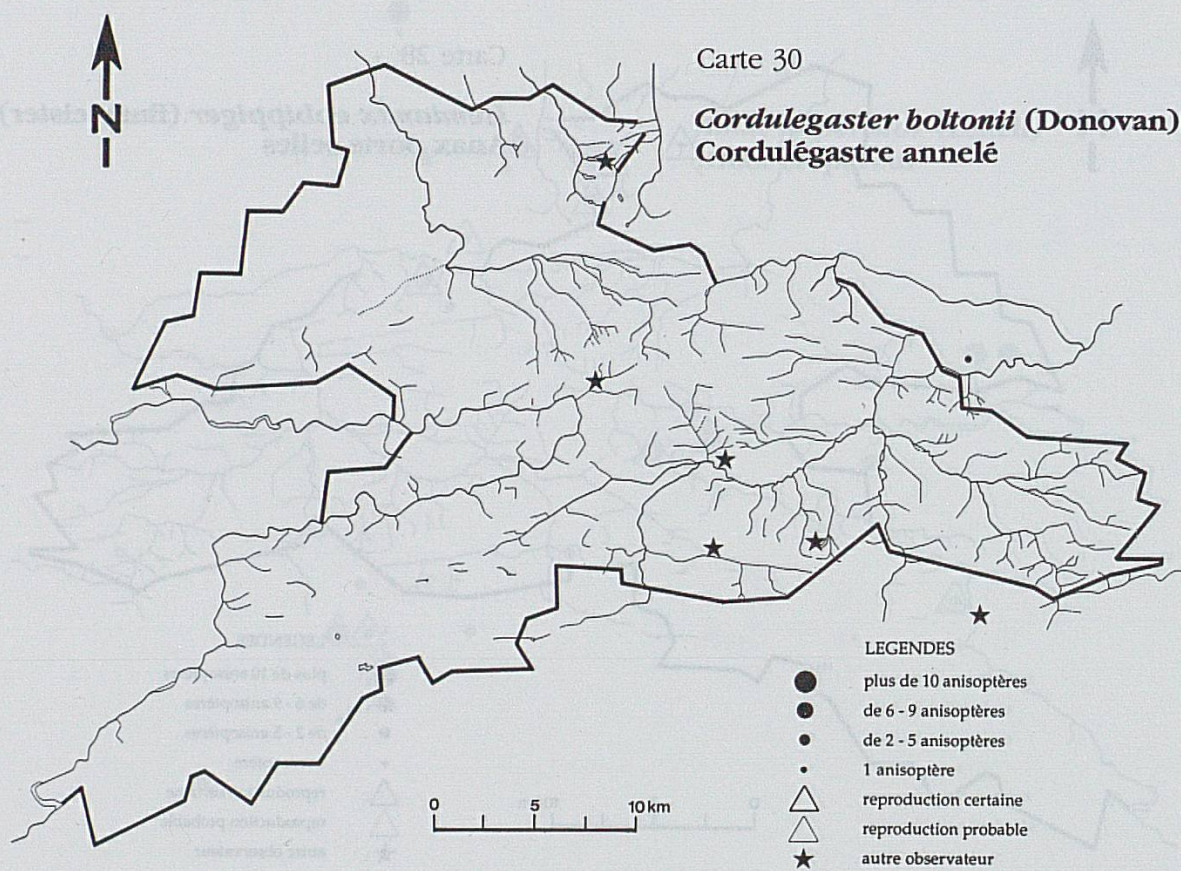 N
Carte 30
Cordulegaster boltonii (Donovan)
Cordulégastre annelé
LEGENDES
plus de 10 anisoptères
de 6 - 9 anisoptères
de 2 - 5 anisoptères
1 anisoptère
reproduction certaine
reproduction probable
autre observateur
0 5 10 km